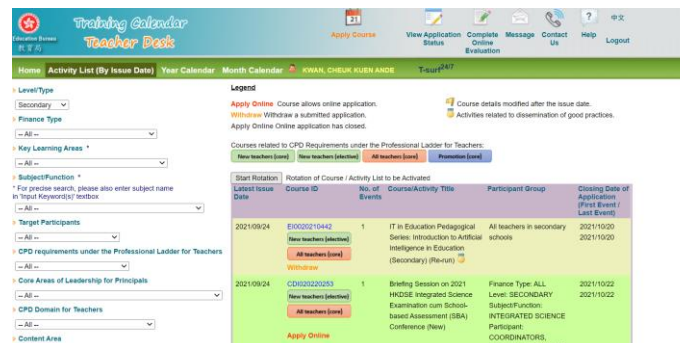 Training Calendar
Teacher Desk
Education Bureau
教育局
31
Apply Course
View Application Status
Complete Online Evaluation
Message
Contact Us
?
Help
中文
Logout
Home Activity List (By Issue Date) Year Calendar Month Calendar KWAN, CHEUK KUEN ANDE T-surf24/7
Level/Type
Secondary
Finance Type
-- All --
Key Learning Areas *
-- All --
Subject/Function *
* For precise search, please also enter subject name
in 'Input Keyword(s)' textbox
-- All --
Target Participants
-- All --
CPD requirements under the Professional Ladder for Teachers
-- All --
Core Areas of Leadership for Principals
-- All --
CPD Domain for Teachers
-- All --
Content Area
Legend
Apply Online Course allows online application.
Withdraw Withdraw a submitted application.
Apply Online Online application has closed.
Course details modified after the issue date.
Activities related to dissemination of good practices.
Courses related to CPD Requirements under the Professional Ladder for Teachers:
New teachers (core) New teachers (elective) All teachers (core) Promotion (core)
Start Rotation Rotation of Course / Activity List to be Activated
Latest Issue Date
Course ID
No. of Events
Course/Activity Title
Participant Group
Closing Date of Application (First Event / Last Event)
2021/09/24
EI0020210442
New teachers (elective)
All teachers (core)
Withdraw
1
IT in Education Pedagogical
Series: Introduction to Artificial
Intelligence in Education
(Secondary) (Re-run)
All teachers in secondary
schools
2021/10/20
2021/10/20
2021/09/24
CDI020220253
New teachers (elective)
All teachers (core)
Apply Online
1
Briefing Session on 2021
HKDSE Integrated Science
Examination cum School-
based Assessment (SBA)
Conference (New)
Finance Type: ALL
Level: SECONDARY
Subject/Function:
INTEGRATED SCIENCE
Participant:
COORDINATORS,
2021/10/22
2021/10/22